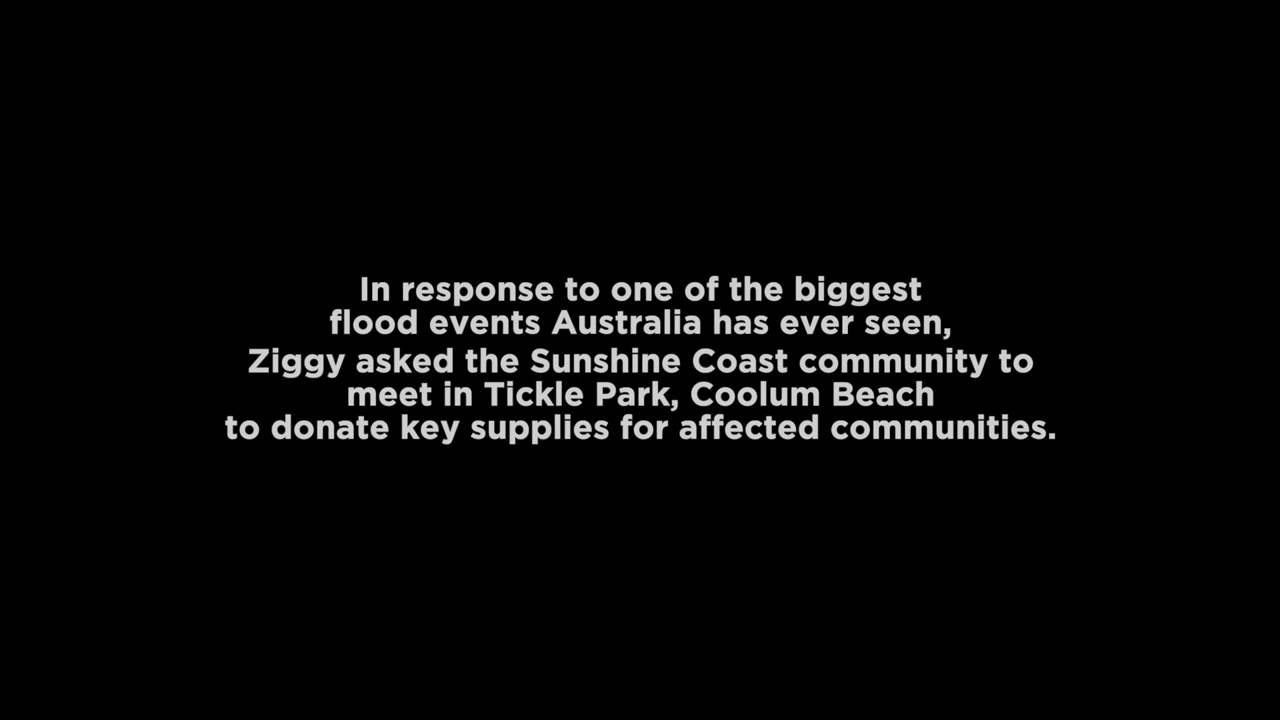 In response to one of the biggest
flood events Australia has ever seen,
Ziggy asked the Sunshine Coast community to
meet in Tickle Park, Coolum Beach
to donate key supplies for affected communities.